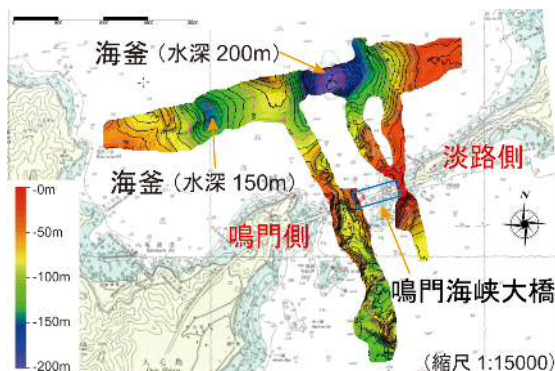 海釜（水深 200m）
海釜（水深 150m）
淡路側
鳴門側
鳴門海峡大橋
（縮尺 1:15000）
-0m
-50m
-100m
-150m
-200m
N